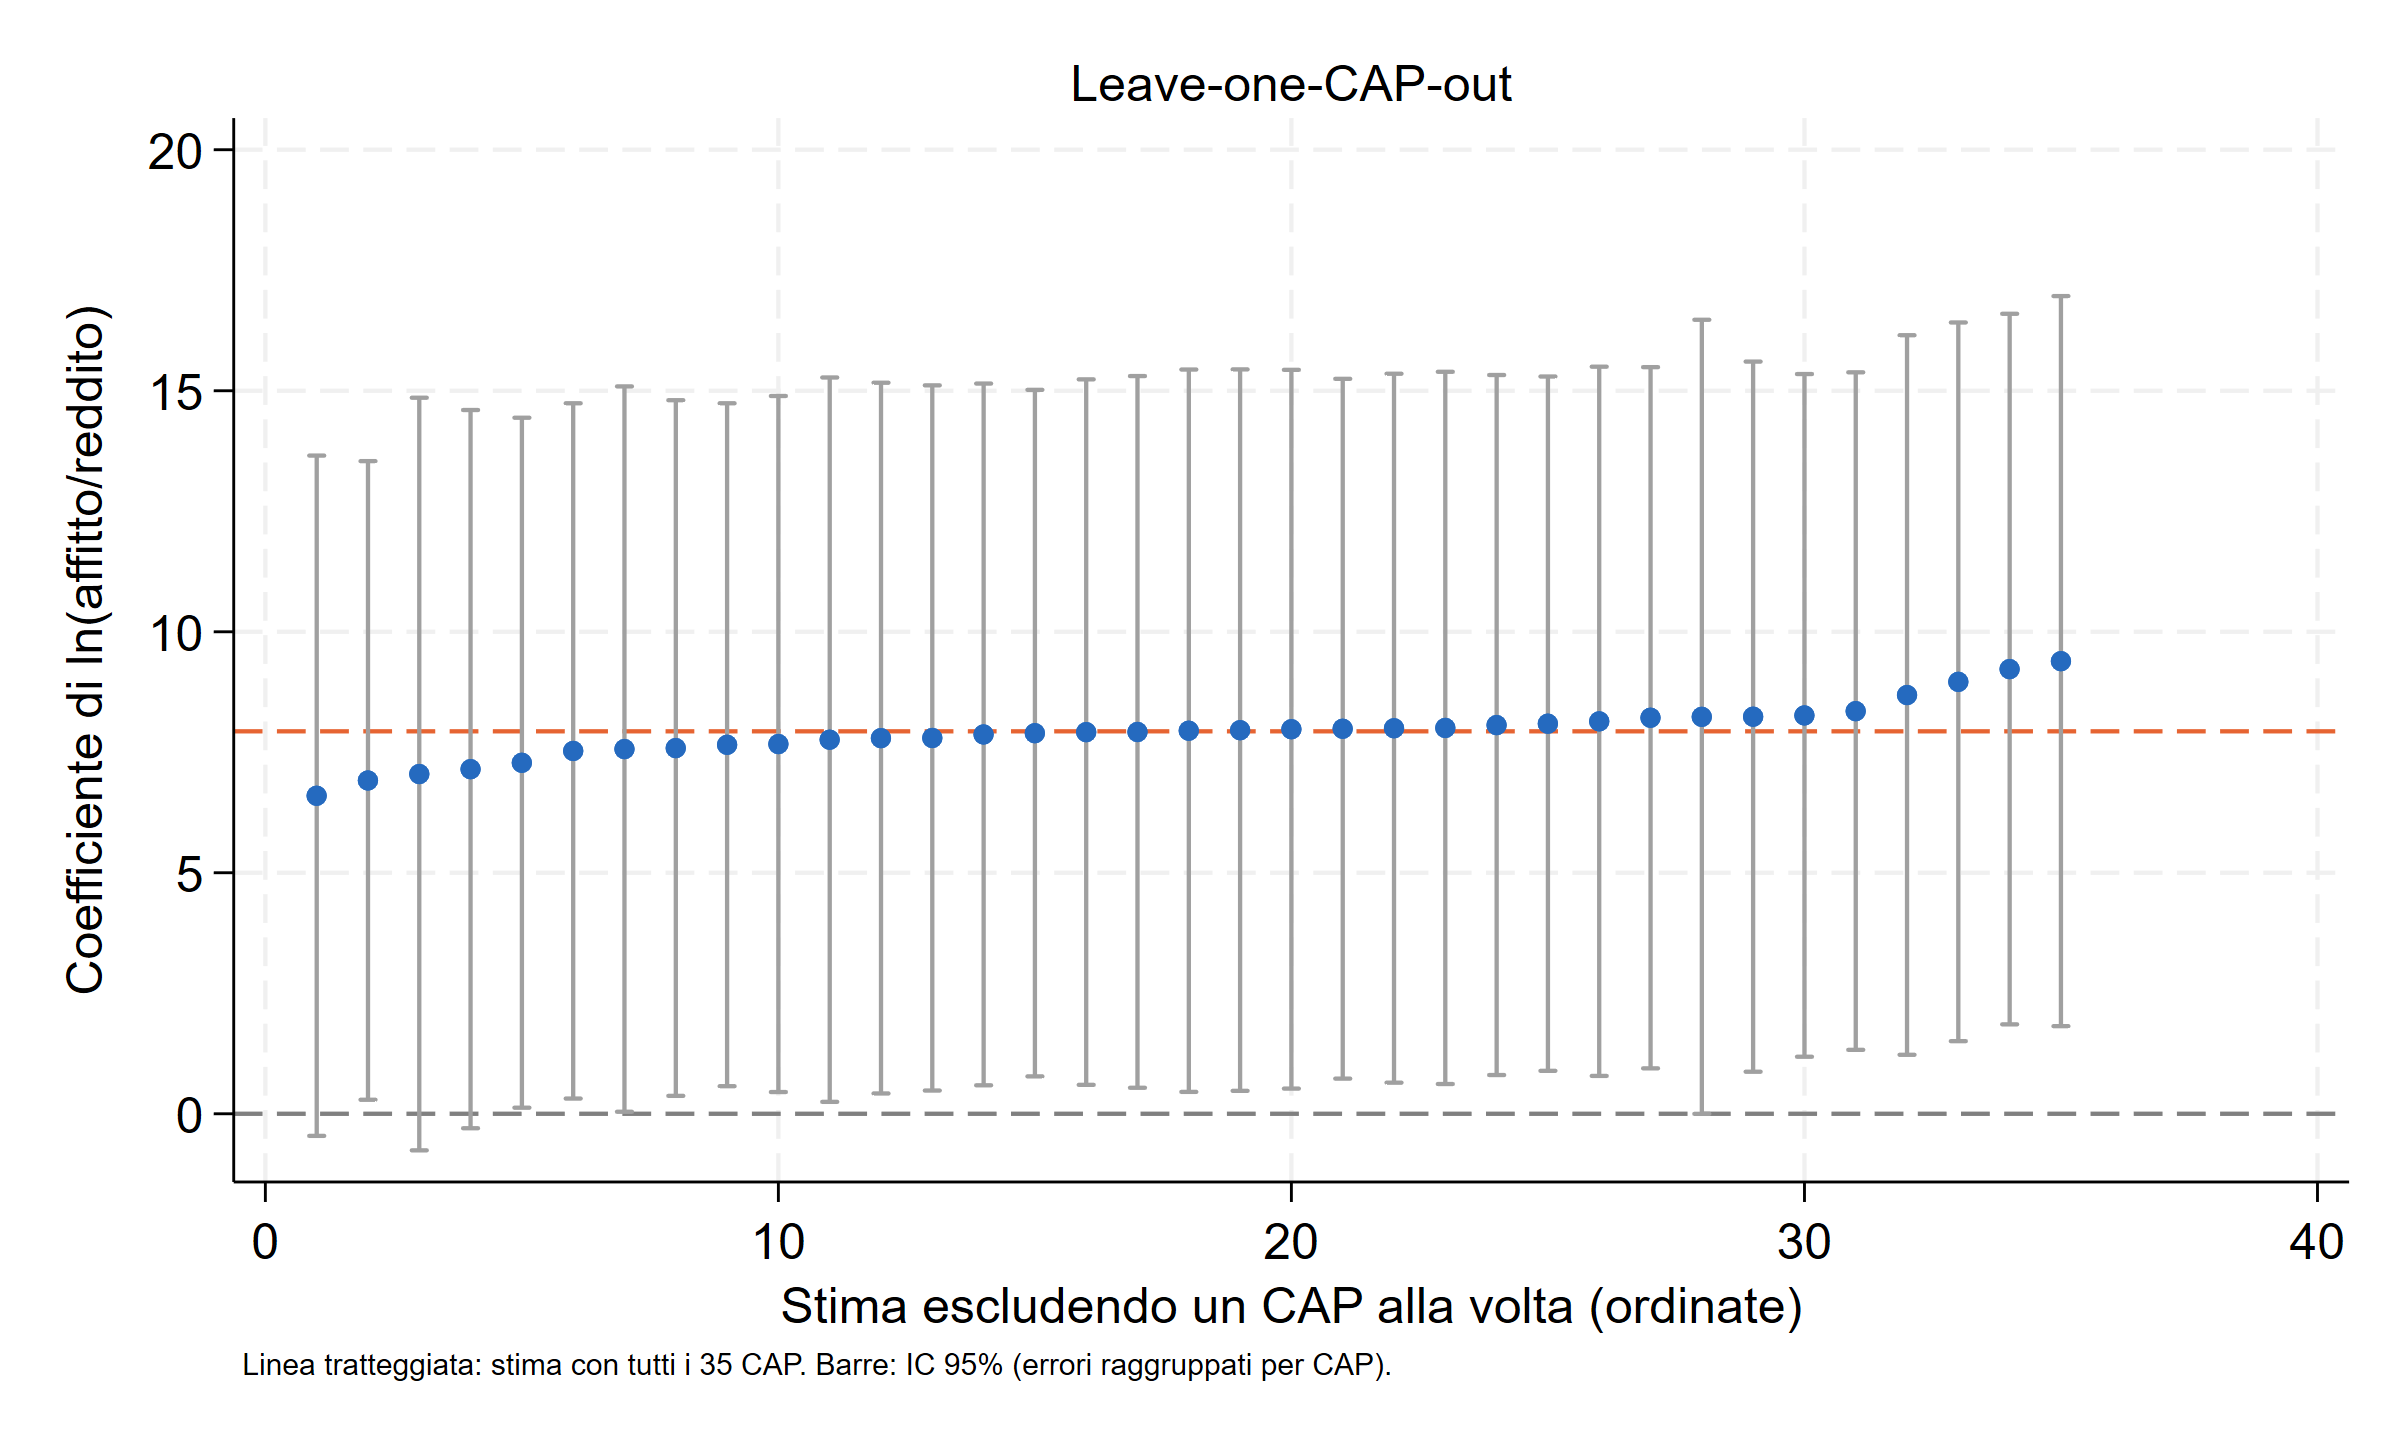 Leave-one-CAP-out
Coefficiente di ln(affitto/reddito)
20
15
10
5
0
0 10 20 30 40
Stima escludendo un CAP alla volta (ordinate)
Linea tratteggiata: stima con tutti i 35 CAP. Barre: IC 95% (errori raggruppati per CAP).